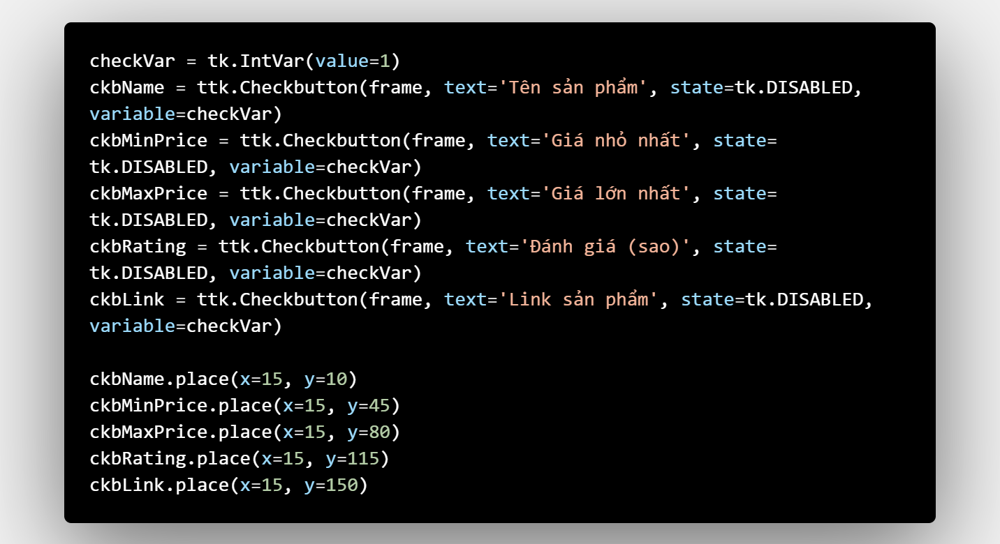 checkVar = tk.IntVar(value=1)
ckbName = ttk.Checkbutton(frame, text='Tên sản phẩm', state=tk.DISABLED,
variable=checkVar)
ckbMinPrice = ttk.Checkbutton(frame, text='Giá nhỏ nhất', state=
tk.DISABLED, variable=checkVar)
ckbMaxPrice = ttk.Checkbutton(frame, text='Giá lớn nhất', state=
tk.DISABLED, variable=checkVar)
ckbRating = ttk.Checkbutton(frame, text='Đánh giá (sao)', state=
tk.DISABLED, variable=checkVar)
ckbLink = ttk.Checkbutton(frame, text='Link sản phẩm', state=tk.DISABLED,
variable=checkVar)
ckbName.place(x=15, y=10)
ckbMinPrice.place(x=15, y=45)
ckbMaxPrice.place(x=15, y=80)
ckbRating.place(x=15, y=115)
ckbLink.place(x=15, y=150)